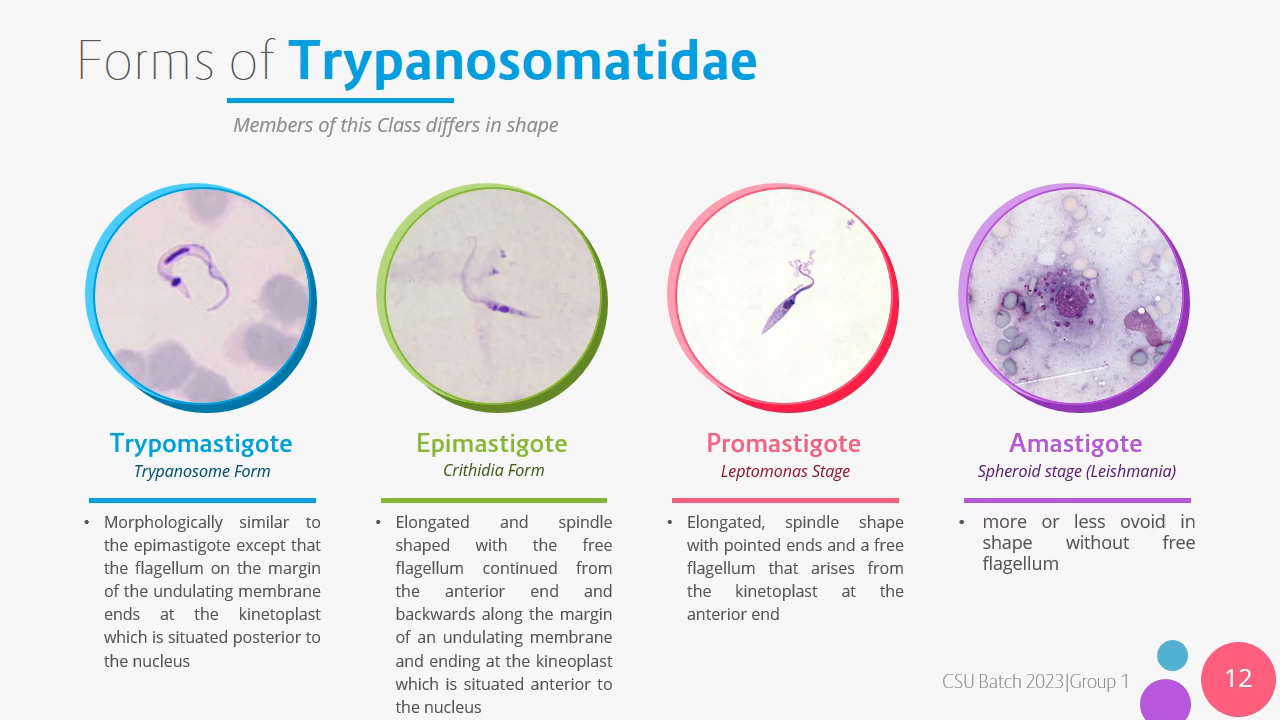 Forms of Trypanosomatidae
Members of this Class differs in shape
Trypomastigote
Trypanosome Form
• Morphologically similar to
the epimastigote except that
the flagellum on the margin
of the undulating membrane
ends at the kinetoplast
which is situated posterior to
the nucleus
Epimastigote
Crithidia Form
• Elongated and spindle
shaped with the free
flagellum continued from
the anterior end and
backwards along the margin
of an undulating membrane
and ending at the kineoplast
which is situated anterior to
the nucleus
Promastigote
Leptomonas Stage
• Elongated, spindle shape
with pointed ends and a free
flagellum that arises from
the kinetoplast at the
anterior end
Amastigote
Spheroid stage (Leishmania)
• more or less ovoid in
shape without free
flagellum
CSU Batch 2023|Group 1
12